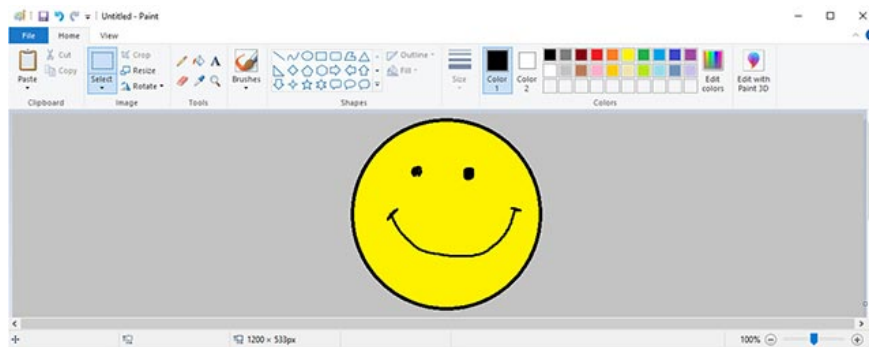 Untitled - Paint
File Home View
Paste
Cut
Copy
Clipboard
Select
Crop
Resize
Rotate
Image
A
Tools
Brushes
Shapes
Outline
Fill
Size
Color 1
Color 2
Colors
Edit colors
Edit with Paint 3D
1200 × 533px
100%